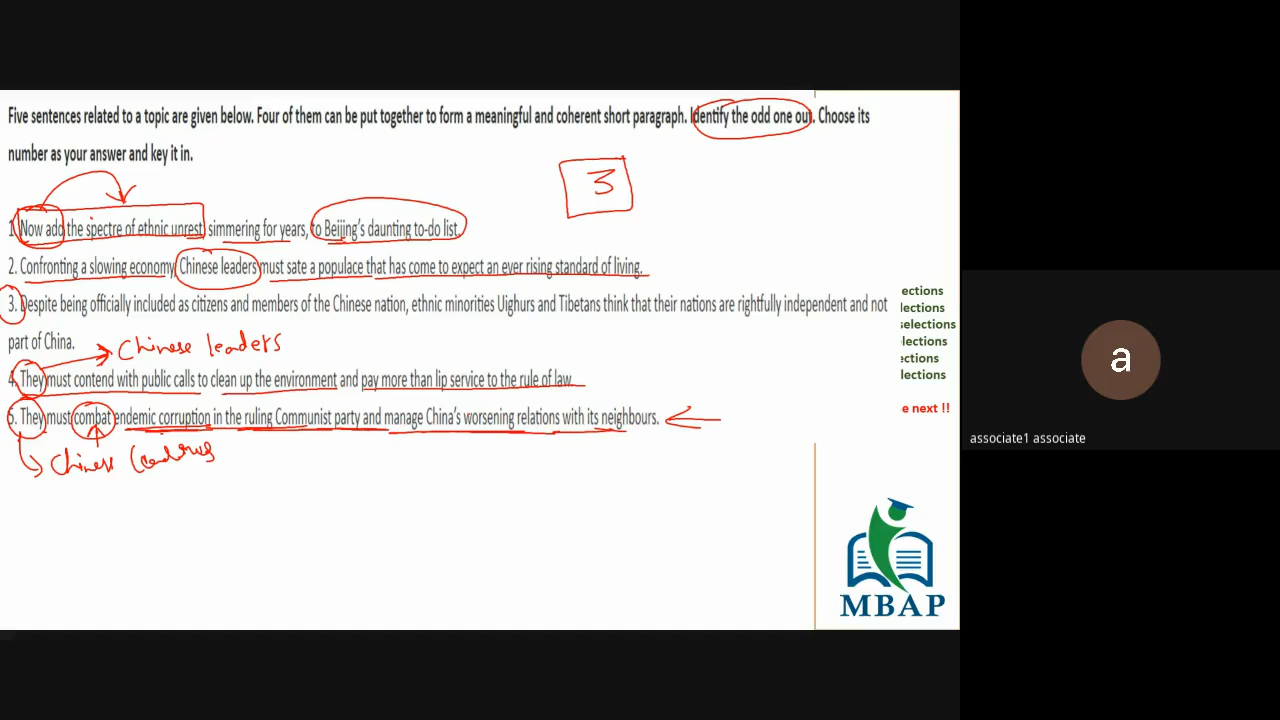 Five sentences related to a topic are given below. Four of them can be put together to form a meaningful and coherent short paragraph. Identify the odd one out. Choose its
number as your answer and key it in.
3
1. Now add the spectre of ethnic unrest, simmering for years, to Beijing's daunting to-do list.
2. Confronting a slowing economy, Chinese leaders must sate a populace that has come to expect an ever rising standard of living.
3. Despite being officially included as citizens and members of the Chinese nation, ethnic minorities Uighurs and Tibetans think that their nations are rightfully independent and not
part of China.
Chinese leaders
4. They must contend with public calls to clean up the environment and pay more than lip service to the rule of law.
5. They must combat endemic corruption in the ruling Communist party and manage China's worsening relations with its neighbours.
Chinese
ections
lections
selections
lections
ections
lections
e next !!
a
associate1 associate
MBAP